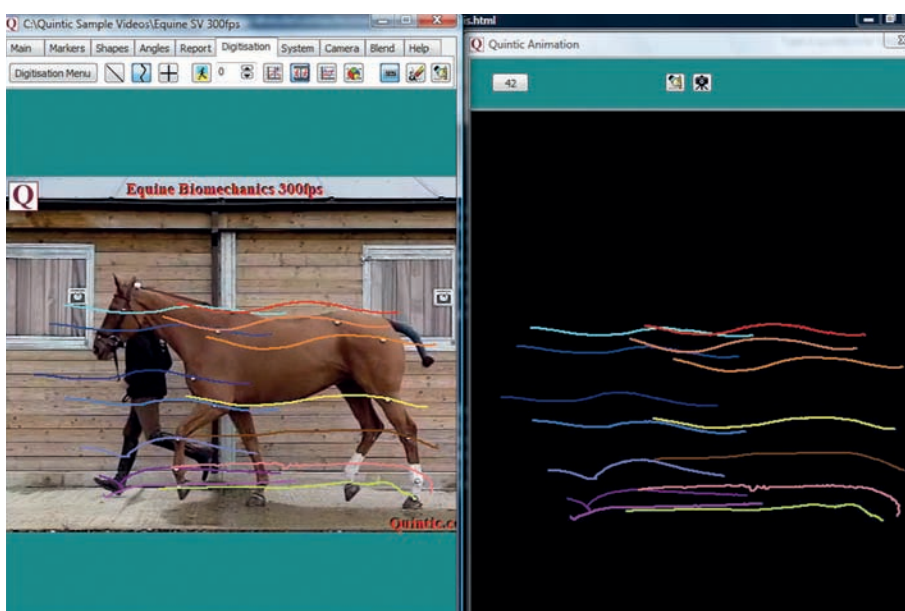 Q C:\Quintic Sample Videos\Equine SV 300fps
Main Markers Shapes Angles Report Digitisation System Camera Blend Help
Digitisation Menu 0
Q
Equine Biomechanics 300fps
Quintic.c
is.html
Q Quintic Animation
42